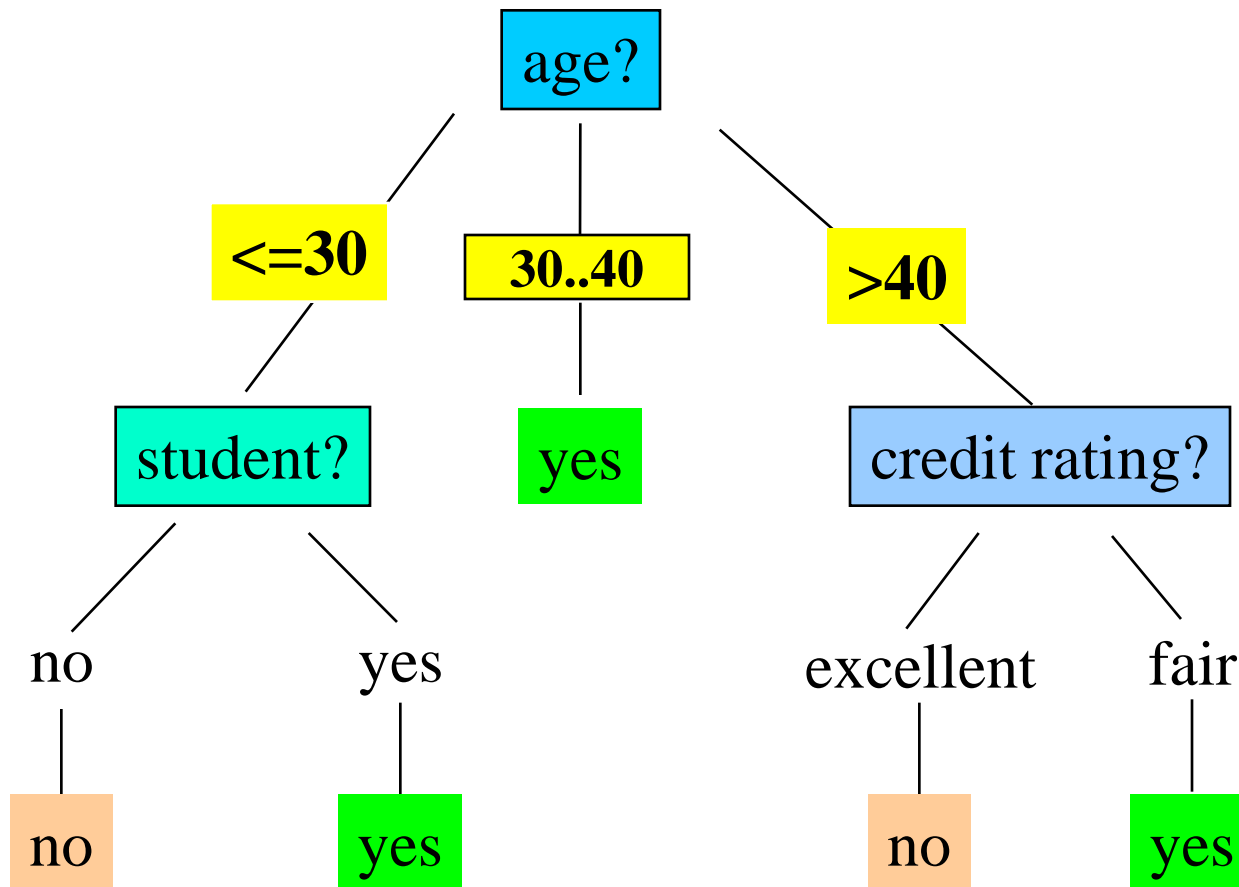 age?
<=30
30..40
>40
student?
yes
credit rating?
no
yes
excellent
fair
no
yes
no
yes